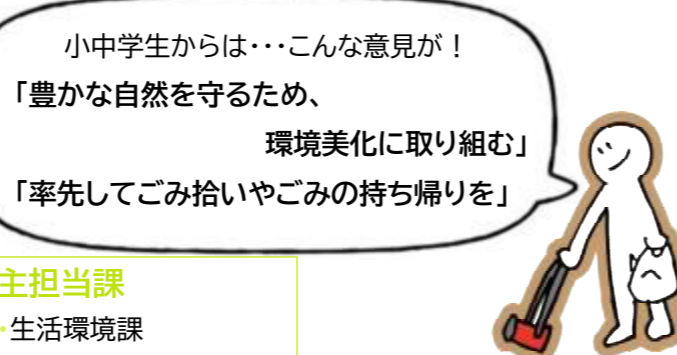 小中学生からは・・・こんな意見が！
「豊かな自然を守るため、
環境美化に取り組む」
「率先してごみ拾いやごみの持ち帰りを」
主担当課
・生活環境課